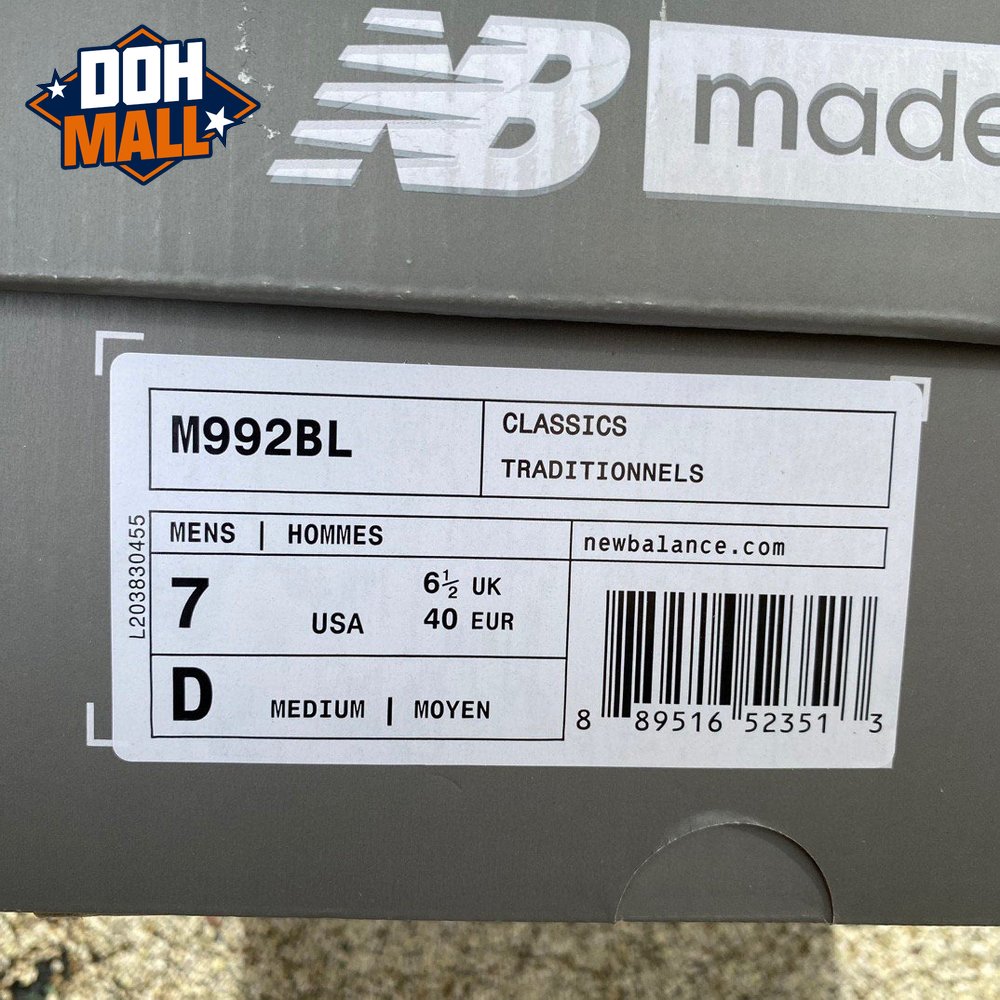 DOH
MALL
NB
made
M992BL
CLASSICS
TRADITIONNELS
L203830455
MENS | HOMMES
newbalance.com
7
USA
6½ UK
40 EUR
D
MEDIUM | MOYEN
8 89516 52351 3